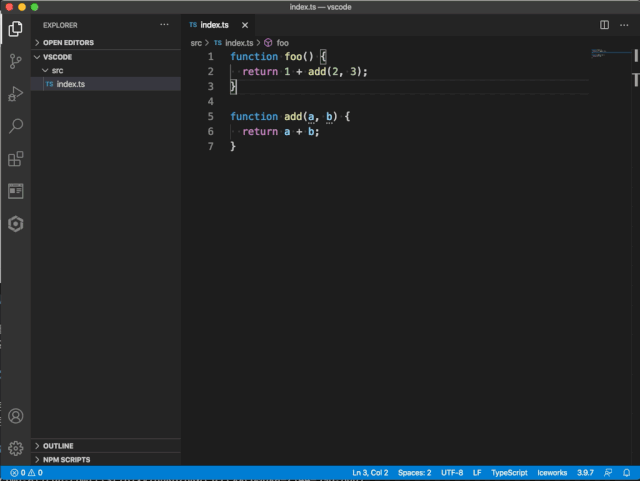 index.ts — vscode
EXPLORER
OPEN EDITORS
VSCODE
src
TS index.ts
OUTLINE
NPM SCRIPTS
TS index.ts
src > TS index.ts > foo
1 function foo() {
2 return 1 + add(2, 3);
3 }
4
5 function add(a, b) {
6 return a + b;
7 }
0 0 Ln 3, Col 2 Spaces: 2 UTF-8 LF TypeScript Iceworks 3.9.7